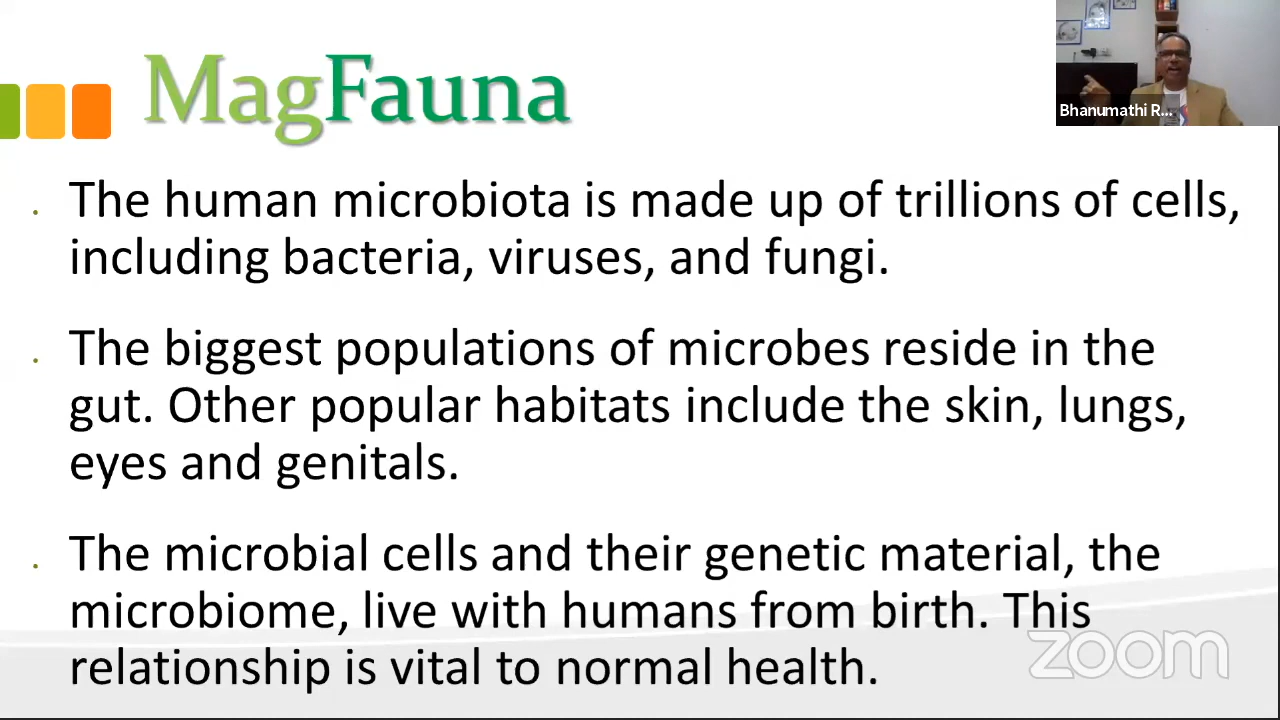 MagFauna
Bhanumathi R...
. The human microbiota is made up of trillions of cells,
including bacteria, viruses, and fungi.
. The biggest populations of microbes reside in the
gut. Other popular habitats include the skin, lungs,
eyes and genitals.
. The microbial cells and their genetic material, the
microbiome, live with humans from birth. This
relationship is vital to normal health.
zoom